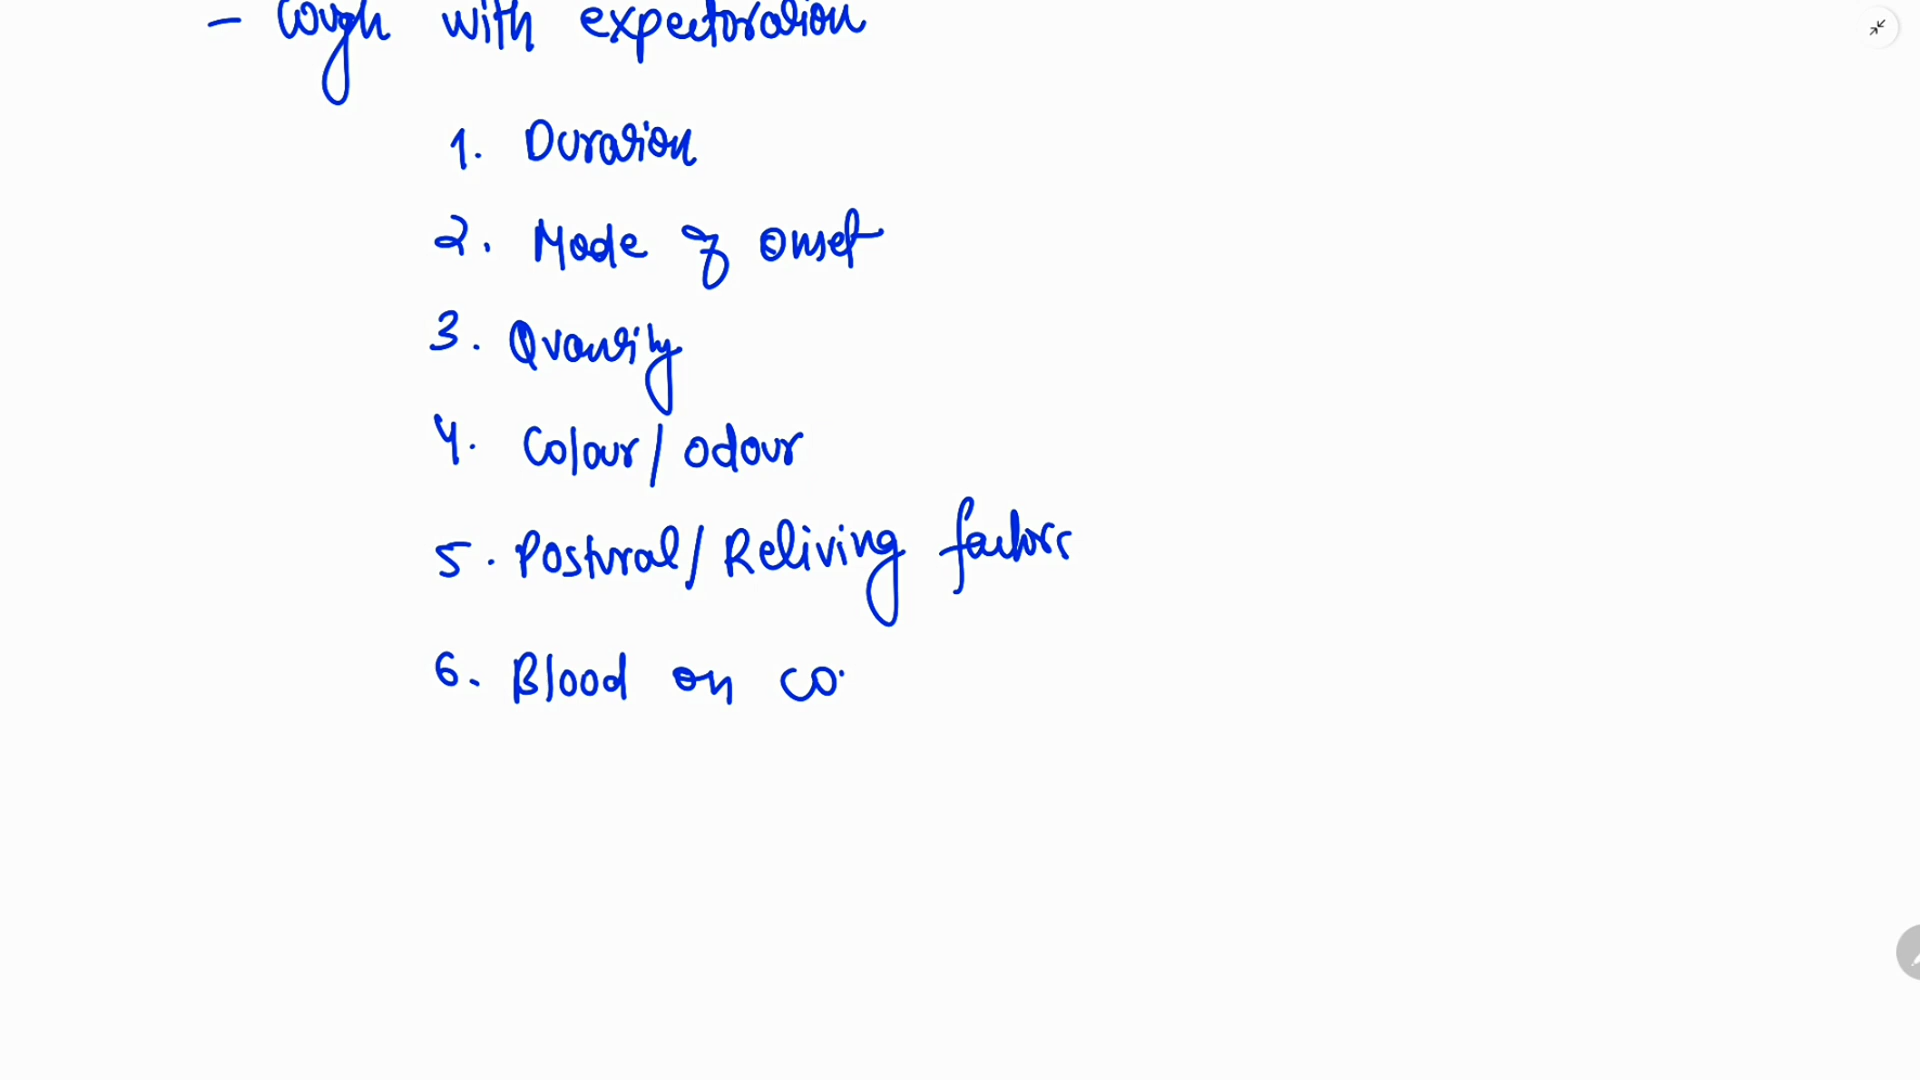 - Cough with expectoration
1. Duration
2. Mode of onset
3. Quantity
4. Colour/odour
5. Postural/Reliving factors
6. Blood on co